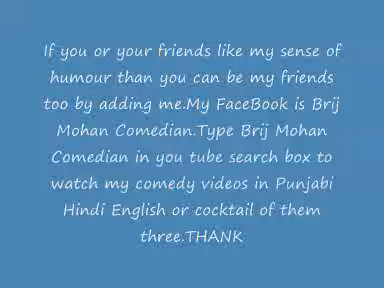 If you or your friends like my sense of
humour than you can be my friends
too by adding me.My FaceBook is Brij
Mohan Comedian.Type Brij Mohan
Comedian in you tube search box to
watch my comedy videos in Punjabi
Hindi English or cocktail of them
three.THANK